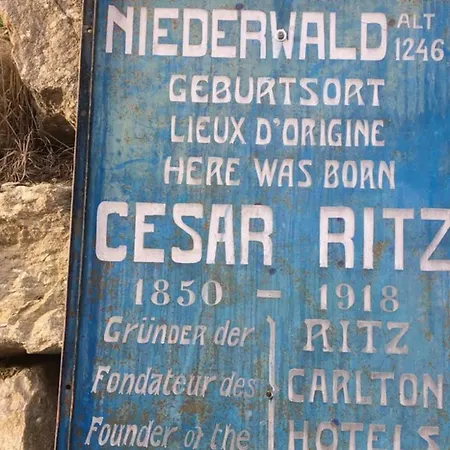 NIEDERWALD ALT 1246
GEBURTSORT
LIEUX D'ORIGINE
HERE WAS BORN
CESAR RITZ
1850 – 1918
Gründer der RITZ
Fondateur des CARLTON
Founder of the HOTELS